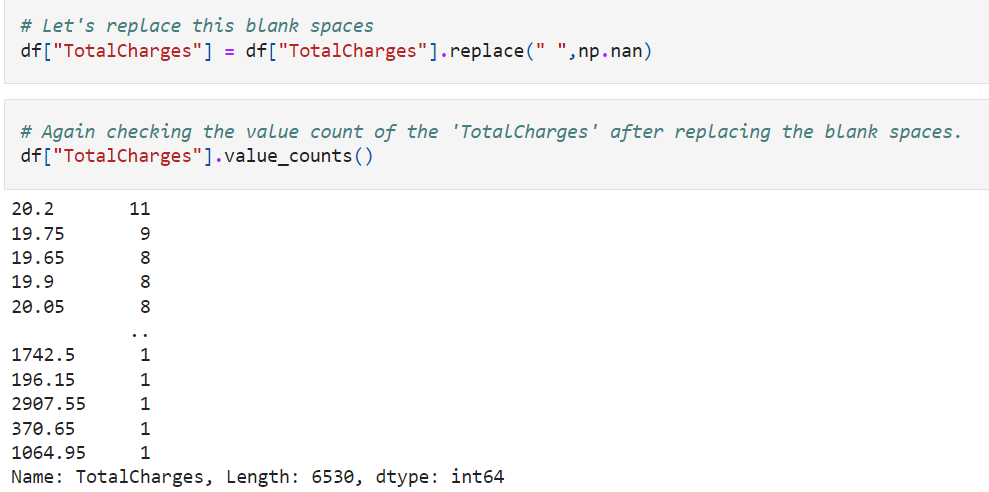 # Let's replace this blank spaces
df["TotalCharges"] = df["TotalCharges"].replace(" ",np.nan)
# Again checking the value count of the 'TotalCharges' after replacing the blank spaces.
df["TotalCharges"].value_counts()
20.2       11
19.75       9
19.65       8
19.9        8
20.05       8
           ..
1742.5      1
196.15      1
2907.55     1
370.65      1
1064.95     1
Name: TotalCharges, Length: 6530, dtype: int64